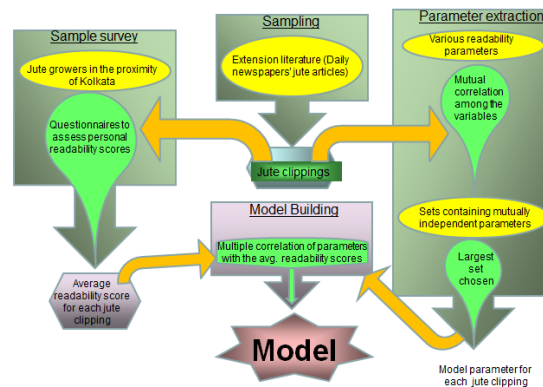 Sample survey
Jute growers in the proximity
of Kolkata
Questionnaires to
assess personal
readability scores
Average
readability score
for each jute
clipping
Sampling
Extension literature (Daily
newspapers' jute articles)
Jute clippings
Model Building
Multiple correlation of parameters
with the avg. readability scores
Model
Parameter extraction
Various readability
parameters
Mutual
correlation
among the
variables
Sets containing mutually
independent parameters
Largest
set
chosen
Model parameter for
each jute clipping